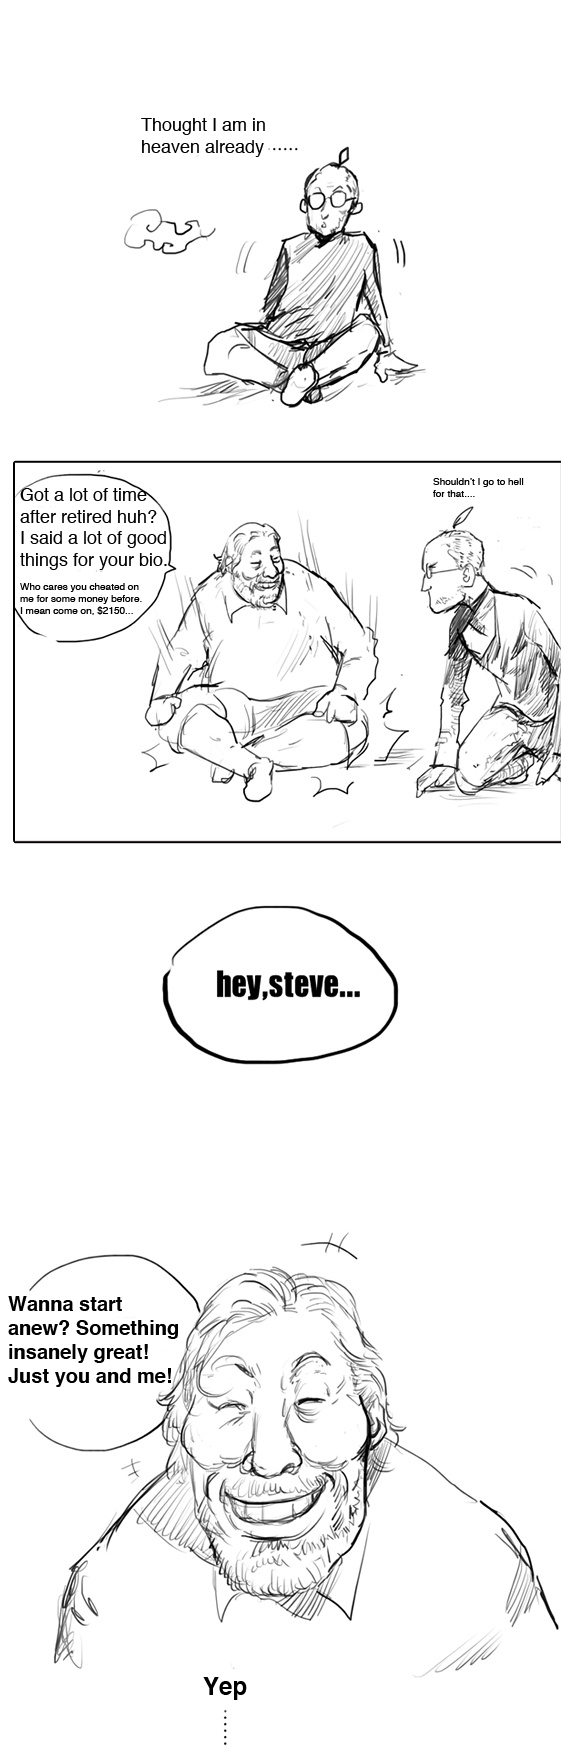 Thought I am in
heaven already ......
Got a lot of time
after retired huh?
I said a lot of good
things for your bio..
Who cares you cheated on
me for some money before.
I mean come on, $2150...
Shouldn't I go to hell
for that....
hey,steve...
Wanna start
anew? Something
insanely great!
Just you and me!
Yep